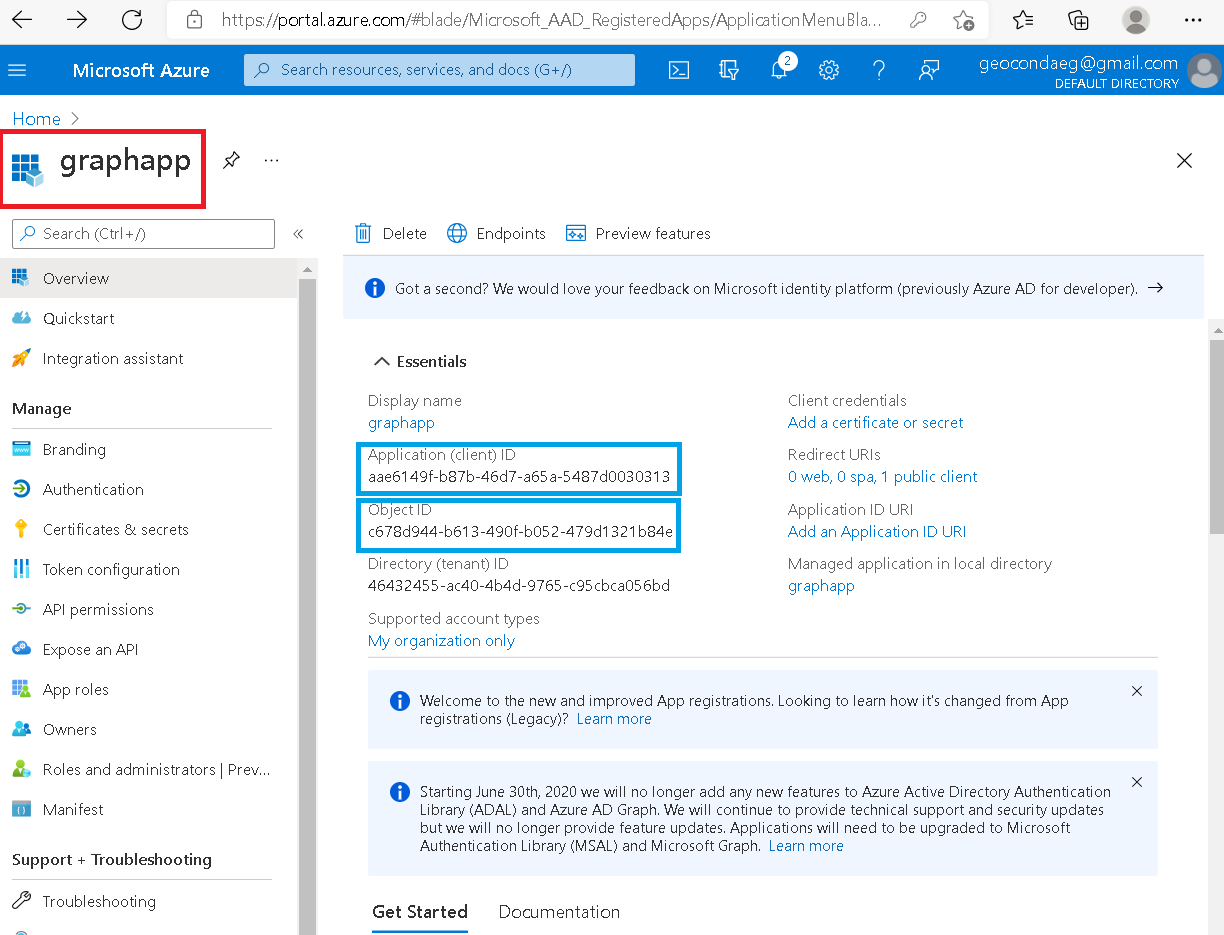 https://portal.azure.com/#blade/Microsoft_AAD_RegisteredApps/ApplicationMenuBla...
Microsoft Azure
Search resources, services, and docs (G+/)
2
geocondaeg@gmail.com
DEFAULT DIRECTORY
Home
graphapp
Search (Ctrl+/)
Overview
Quickstart
Integration assistant
Manage
Branding
Authentication
Certificates & secrets
Token configuration
API permissions
Expose an API
App roles
Owners
Roles and administrators | Prev...
Manifest
Support + Troubleshooting
Troubleshooting
Delete
Endpoints
Preview features
Got a second? We would love your feedback on Microsoft identity platform (previously Azure AD for developer).
Essentials
Display name
graphapp
Application (client) ID
aae6149f-b87b-46d7-a65a-5487d0030313
Object ID
c678d944-b613-490f-b052-479d1321b84e
Directory (tenant) ID
46432455-ac40-4b4d-9765-c95cbca056bd
Supported account types
My organization only
Client credentials
Add a certificate or secret
Redirect URIs
0 web, 0 spa, 1 public client
Application ID URI
Add an Application ID URI
Managed application in local directory
graphapp
Welcome to the new and improved App registrations. Looking to learn how it's changed from App
registrations (Legacy)? Learn more
Starting June 30th, 2020 we will no longer add any new features to Azure Active Directory Authentication
Library (ADAL) and Azure AD Graph. We will continue to provide technical support and security updates
but we will no longer provide feature updates. Applications will need to be upgraded to Microsoft
Authentication Library (MSAL) and Microsoft Graph. Learn more
Get Started
Documentation